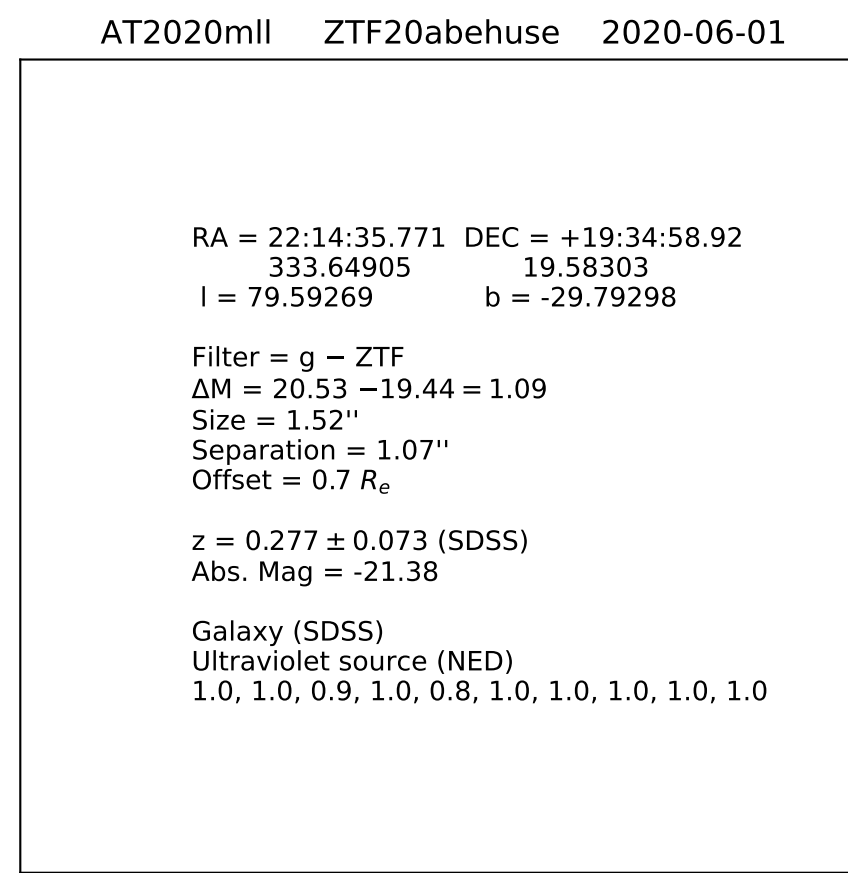 AT2020mll ZTF20abehuse 2020-06-01
RA = 22:14:35.771 DEC = +19:34:58.92
333.64905 19.58303
l = 79.59269 b = -29.79298
Filter = g − ZTF
ΔM = 20.53 −19.44 = 1.09
Size = 1.52''
Separation = 1.07''
Offset = 0.7 Re
z = 0.277 ± 0.073 (SDSS)
Abs. Mag = -21.38
Galaxy (SDSS)
Ultraviolet source (NED)
1.0, 1.0, 0.9, 1.0, 0.8, 1.0, 1.0, 1.0, 1.0, 1.0